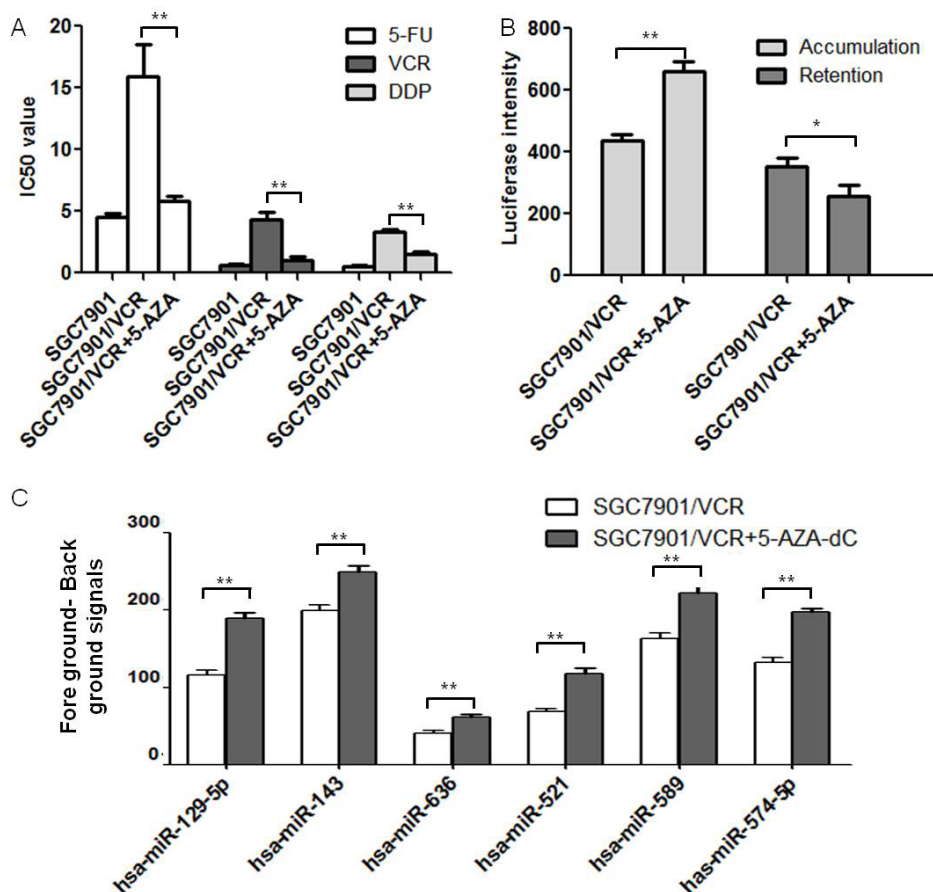 A
**
5-FU
VCR
DDP
20
15
10
5
0
IC50 value
**
**
SGC7901
SGC7901/VCR
SGC7901/VCR+5-AZA
SGC7901
SGC7901/VCR
SGC7901/VCR+5-AZA
SGC7901
SGC7901/VCR
SGC7901/VCR+5-AZA
B
**
Accumulation
Retention
*
800
600
400
200
0
Luciferase intensity
SGC7901/VCR
SGC7901/VCR+5-AZA
SGC7901/VCR
SGC7901/VCR+5-AZA
C
SGC7901/VCR
SGC7901/VCR+5-AZA-dC
300
200
100
0
Fore ground- Back
ground signals
**
**
**
**
**
**
hsa-miR-129-5p
hsa-miR-143
hsa-miR-636
hsa-miR-521
hsa-miR-589
has-miR-574-5p